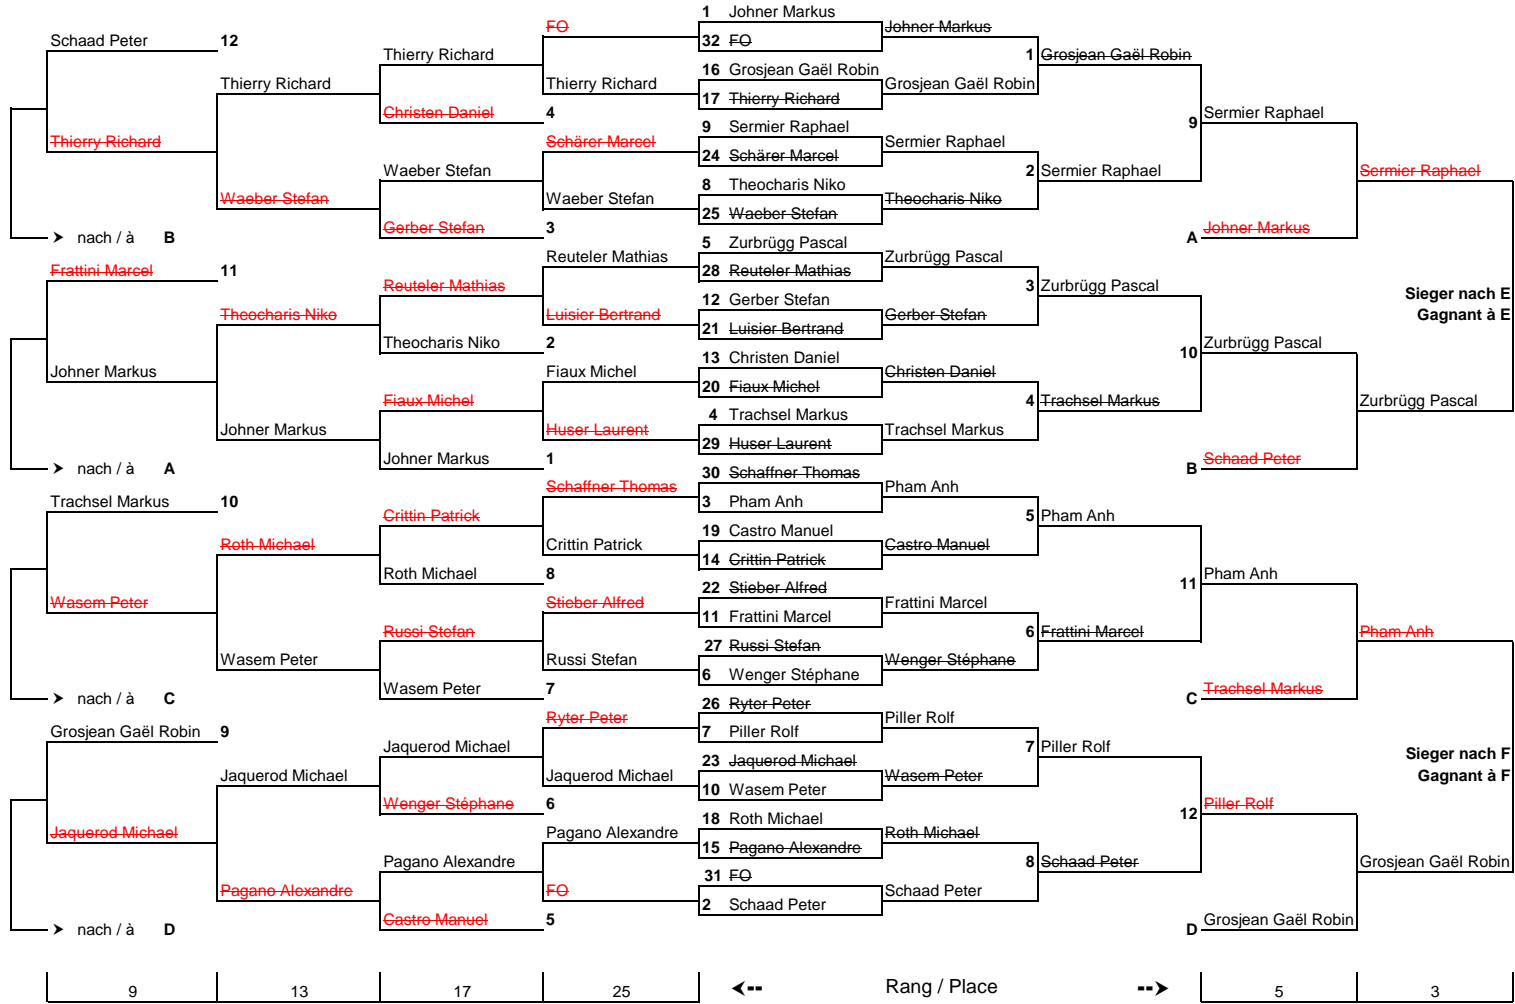 1 Johner Markus
FO Johner Markus
Schaad Peter 12 32 FO
Thierry Richard 1 Grosjean Gaël Robin
16 Grosjean Gaël Robin
Thierry Richard Thierry Richard Grosjean Gaël Robin
17 Thierry Richard
Christen Daniel 4 Sermier Raphael
9 Sermier Raphael 9
Thierry Richard Schärer Marcel Sermier Raphael
24 Schärer Marcel
Waeber Stefan 2 Sermier Raphael Sermier Raphael
8 Theocharis Niko
Waeber Stefan Waeber Stefan Theocharis Niko
25 Waeber Stefan
Gerber Stefan 3 Johner Markus
nach / à B A
5 Zurbrügg Pascal
Reuteler Mathias Zurbrügg Pascal
Frattini Marcel 11 28 Reuteler Mathias
Reuteler Mathias 3 Zurbrügg Pascal
Sieger nach E
12 Gerber Stefan
Theocharis Niko Luisier Bertrand Gerber Stefan Gagnant à E
21 Luisier Bertrand
Theocharis Niko 2 Zurbrügg Pascal
13 Christen Daniel 10
Johner Markus Fiaux Michel Christen Daniel
20 Fiaux Michel
Fiaux Michel 4 Trachsel Markus Zurbrügg Pascal
4 Trachsel Markus
Johner Markus Huser Laurent Trachsel Markus
29 Huser Laurent
Johner Markus 1 Schaad Peter
nach / à A B
30 Schaffner Thomas
Schaffner Thomas Pham Anh
Trachsel Markus 10 3 Pham Anh
Crittin Patrick 5 Pham Anh
19 Castro Manuel
Roth Michael Crittin Patrick Castro Manuel
14 Crittin Patrick
Roth Michael 8 Pham Anh
22 Stieber Alfred 11
Wasem Peter Stieber Alfred Frattini Marcel
11 Frattini Marcel
Russi Stefan 6 Frattini Marcel Pham Anh
27 Russi Stefan
Wasem Peter Russi Stefan Wenger Stéphane
6 Wenger Stéphane
Wasem Peter 7 Trachsel Markus
nach / à C C
26 Ryter Peter
Ryter Peter Piller Rolf
Grosjean Gaël Robin 9 7 Piller Rolf
Jaquerod Michael 7 Piller Rolf
Sieger nach F
23 Jaquerod Michael
Jaquerod Michael Jaquerod Michael Wasem Peter Gagnant à F
10 Wasem Peter
Wenger Stéphane 6 Piller Rolf
18 Roth Michael 12
Jaquerod Michael Pagano Alexandre Roth Michael
15 Pagano Alexandre
Pagano Alexandre 8 Schaad Peter Grosjean Gaël Robin
31 FO
Pagano Alexandre FO Schaad Peter
2 Schaad Peter
Castro Manuel 5 Grosjean Gaël Robin
nach / à D D
9 13 17 25 Rang / Place 5 3